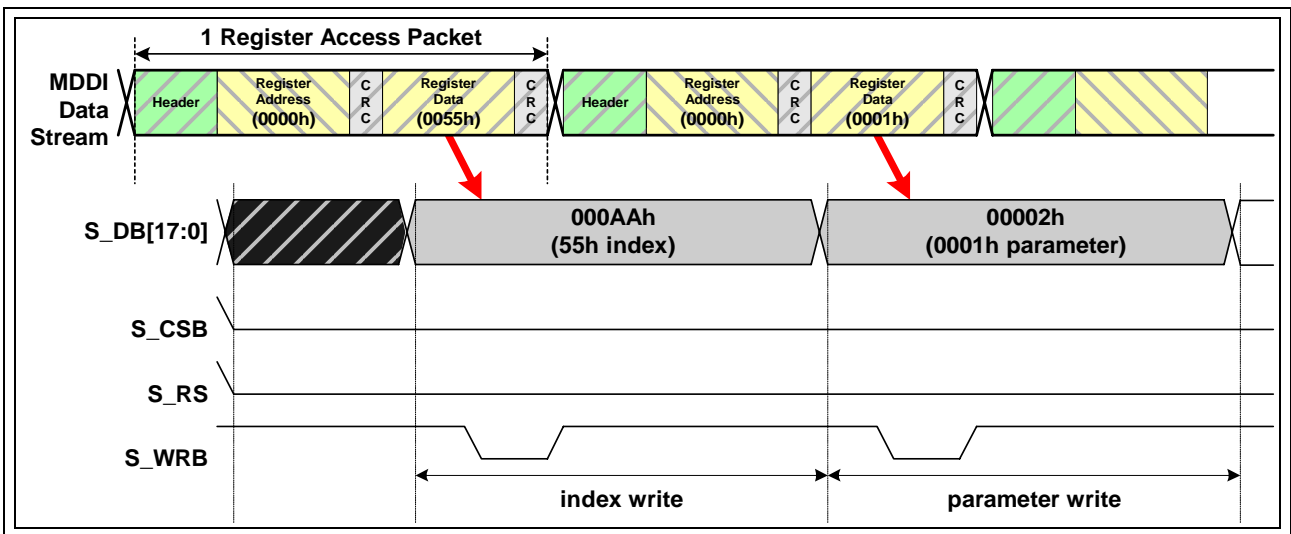 1 Register Access Packet
MDDI
Data
Stream
Header
Register
Address
(0000h)
C
R
C
Register
Data
(0055h)
C
R
C
Header
Register
Address
(0000h)
C
R
C
Register
Data
(0001h)
C
R
C
S_DB[17:0]
000AAh
(55h index)
00002h
(0001h parameter)
S_CSB
S_RS
S_WRB
index write
parameter write